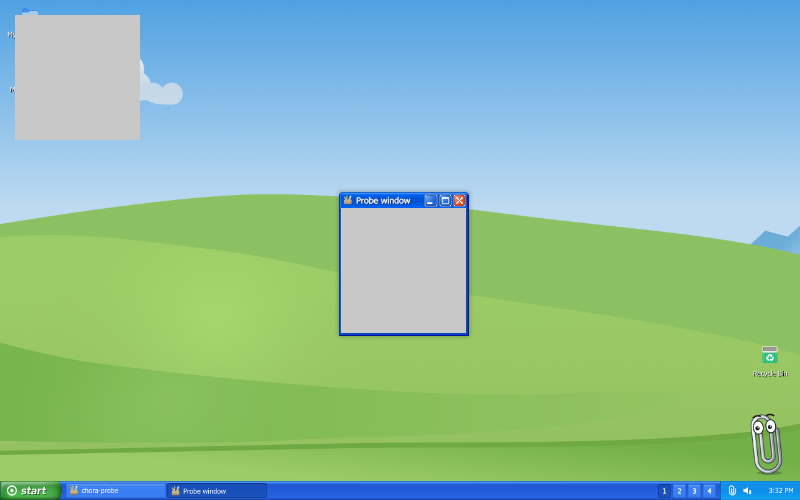 Probe window
Recycle Bin
start
chora-probe
Probe window
1 2 3 4
3:32 PM